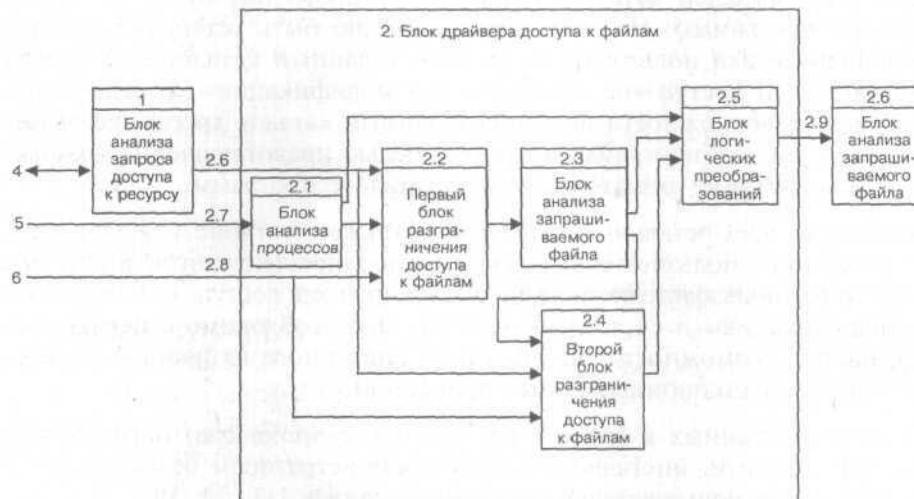 2. Блок драйвера доступа к файлам
1
Блок
анализа
запроса
доступа
к ресурсу
2.1
Блок
анализа
процессов
2.2
Первый
блок
разгра-
ничения
доступа
к файлам
2.3
Блок
анализа
запраши-
ваемого
файла
2.4
Второй
блок
разграни-
чения
доступа
к файлам
2.5
Блок
логи-
ческих
преобра-
зований
2.6
Блок
анализа
запраши-
ваемого
файла
4
5
6
2.6
2.7
2.8
2.9